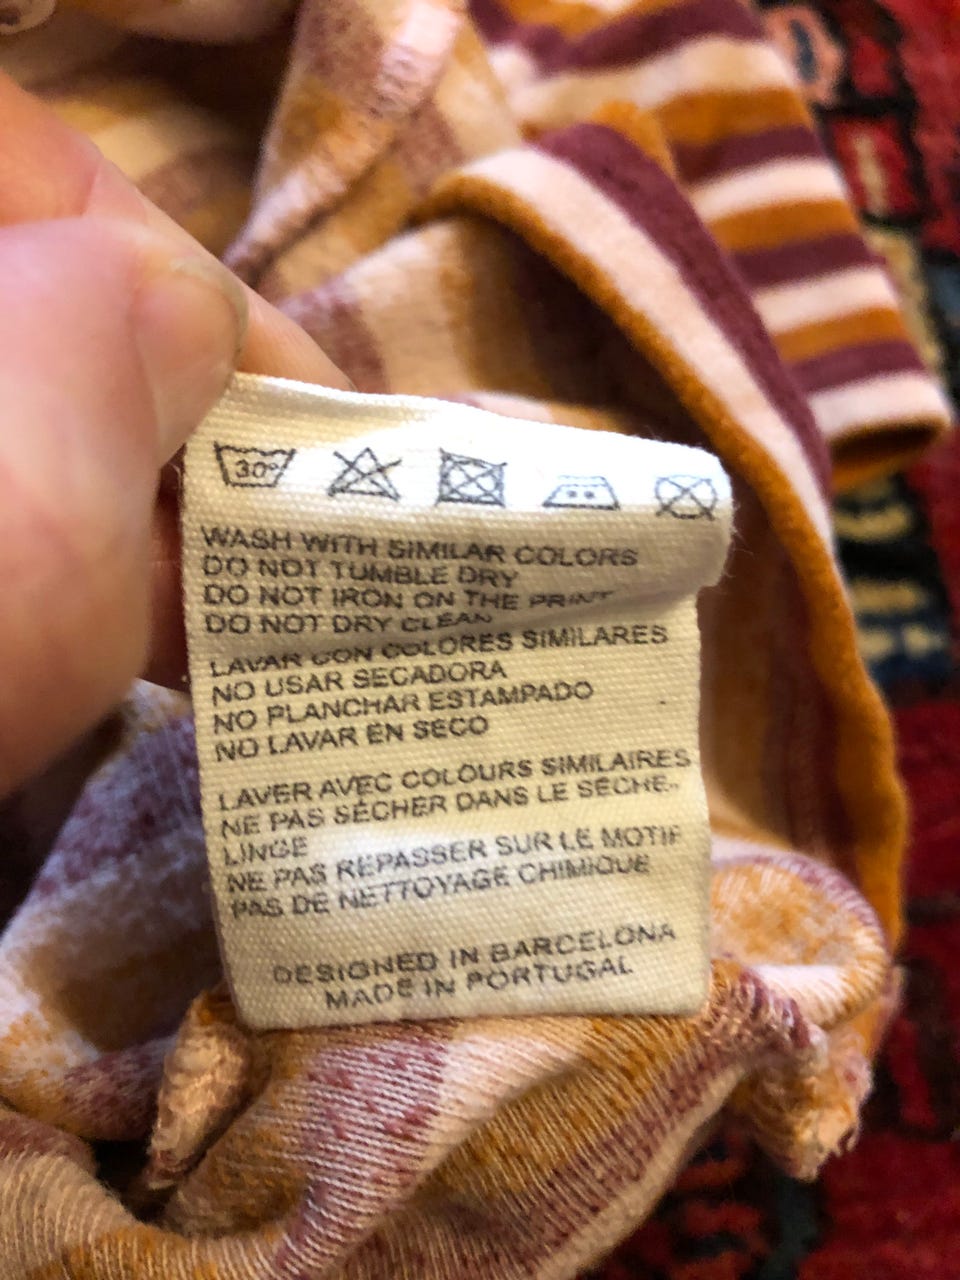 30°
WASH WITH SIMILAR COLORS
DO NOT TUMBLE DRY
DO NOT IRON ON THE PRINT
DO NOT DRY CLEAN
LAVAR CON COLORES SIMILARES
NO USAR SECADORA
NO PLANCHAR ESTAMPADO
NO LAVAR EN SECO
LAVER AVEC COLOURS SIMILAIRES
NE PAS SÉCHER DANS LE SÈCHE-
LINGE
NE PAS REPASSER SUR LE MOTIF
PAS DE NETTOYAGE CHIMIQUE
DESIGNED IN BARCELONA
MADE IN PORTUGAL